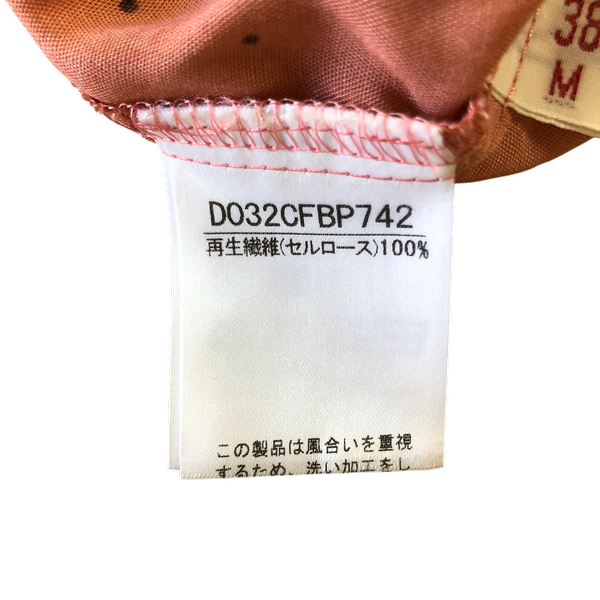 38
M
D032CFBP742
再生繊維(セルロース)100%
この製品は風合いを重視
するため、洗い加工をし